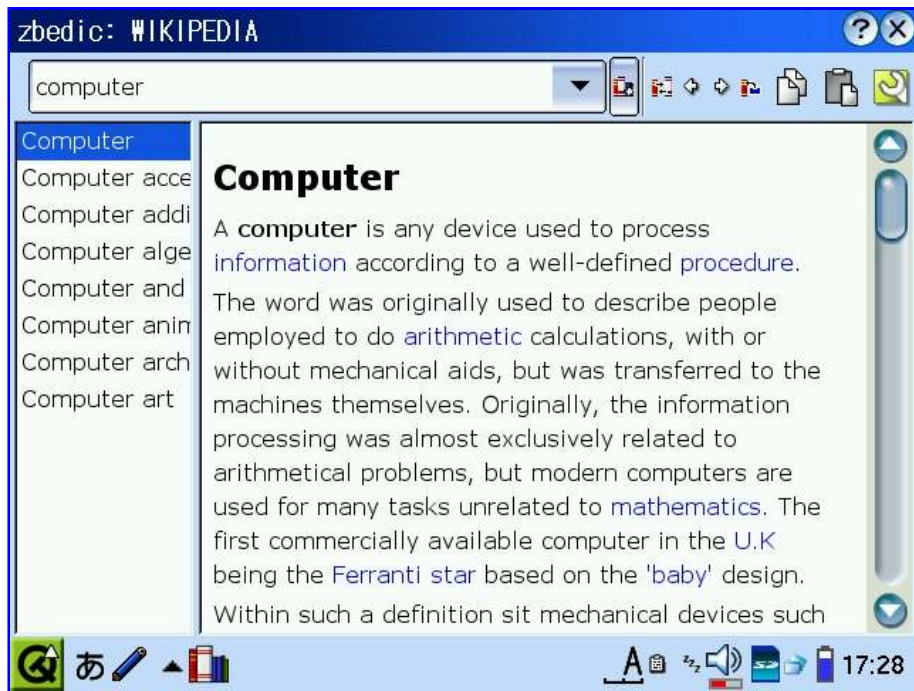 zbedic: WIKIPEDIA
computer
Computer
Computer acce
Computer addi
Computer alge
Computer and
Computer anim
Computer arch
Computer art
Computer
A computer is any device used to process
information according to a well-defined procedure.
The word was originally used to describe people
employed to do arithmetic calculations, with or
without mechanical aids, but was transferred to the
machines themselves. Originally, the information
processing was almost exclusively related to
arithmetical problems, but modern computers are
used for many tasks unrelated to mathematics. The
first commercially available computer in the U.K
being the Ferranti star based on the 'baby' design.
Within such a definition sit mechanical devices such
あ
A
zzz
SD
17:28